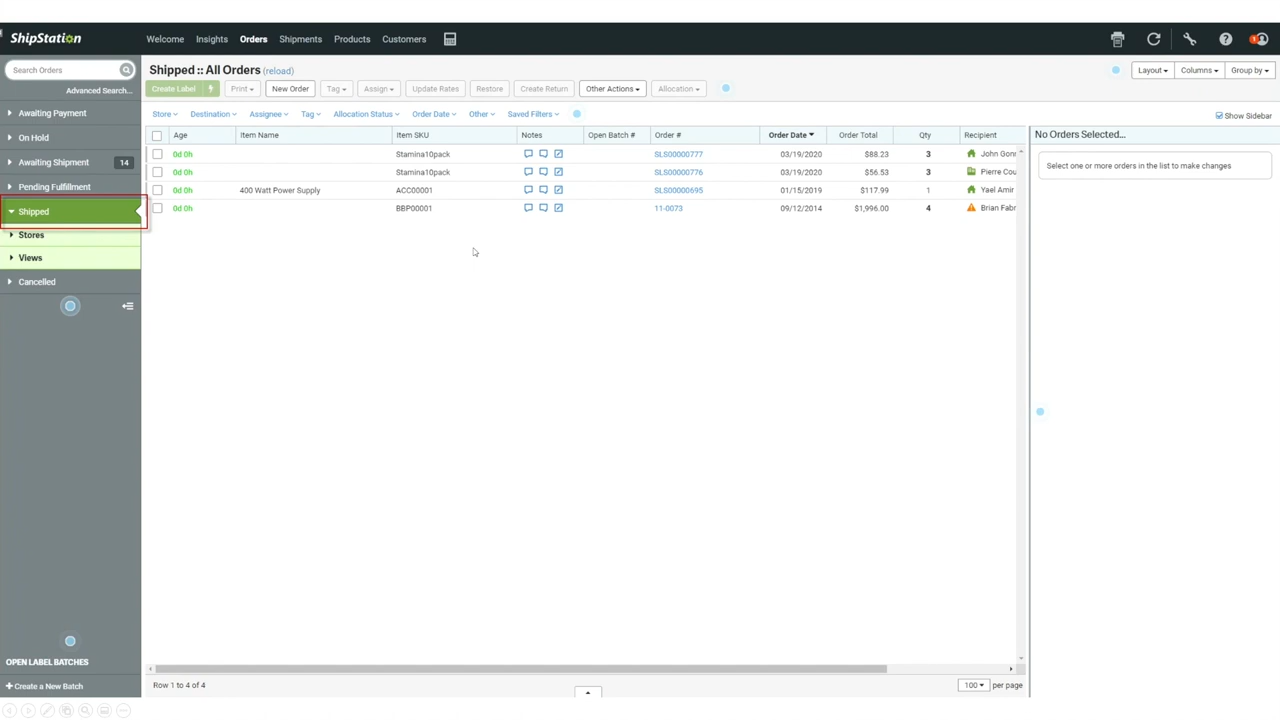 ShipStation Welcome Insights Orders Shipments Products Customers 1
Search Orders
Advanced Search...
Awaiting Payment
On Hold
Awaiting Shipment 14
Pending Fulfillment
Shipped
Stores
Views
Cancelled
OPEN LABEL BATCHES
Create a New Batch
Shipped :: All Orders (reload) Layout Columns Group by
Create Label Print New Order Tag Assign Update Rates Restore Create Return Other Actions Allocation
Store Destination Assignee Tag Allocation Status Order Date Other Saved Filters Show Sidebar
Age Item Name Item SKU Notes Open Batch # Order # Order Date Order Total Qty Recipient
0d 0h Stamina10pack SLS00000777 03/19/2020 $88.23 3 John Gon
0d 0h Stamina10pack SLS00000776 03/19/2020 $56.53 3 Pierre Cou
0d 0h 400 Watt Power Supply ACC00001 SLS00000695 01/15/2019 $117.99 1 Yael Amir
0d 0h BBP00001 11-0073 09/12/2014 $1,996.00 4 Brian Fabr
No Orders Selected...
Select one or more orders in the list to make changes
Row 1 to 4 of 4 100 per page